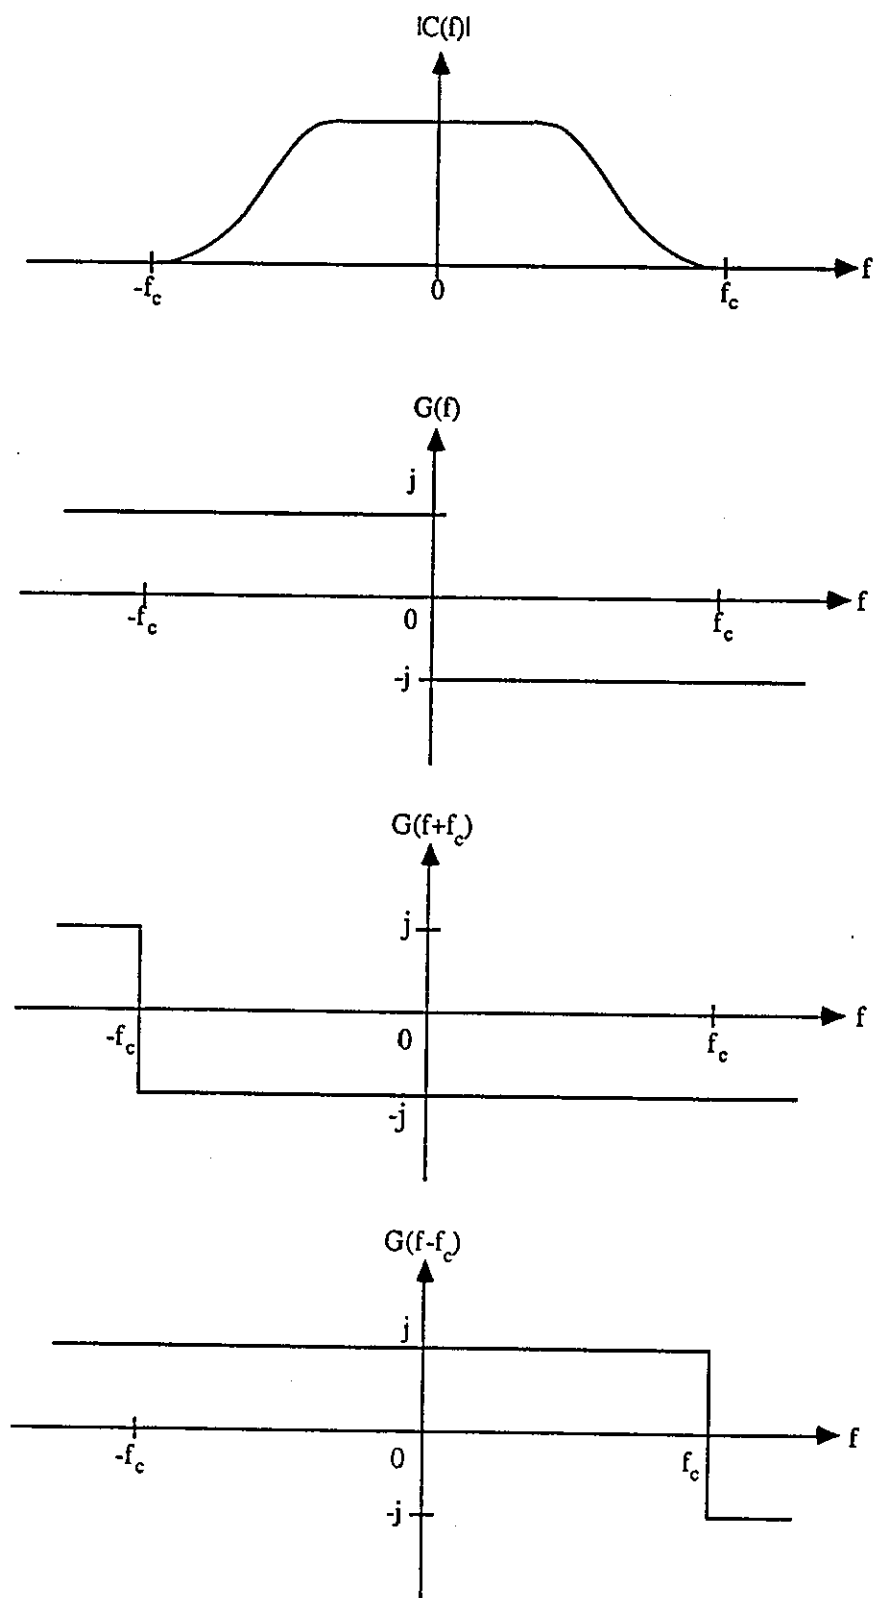 |C(f)|
-f_c 0 f_c f
G(f)
j
-f_c 0 f_c f
-j
G(f+f_c)
j
-f_c 0 f_c f
-j
G(f-f_c)
j
-f_c 0 f_c f
-j